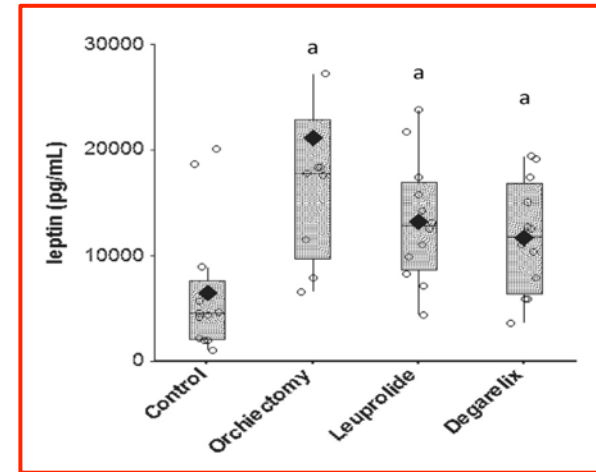 30000
a
a
a
20000
leptin (pg/mL)
10000
0
Control
Orchiectomy
Leuprolide
Degarelix